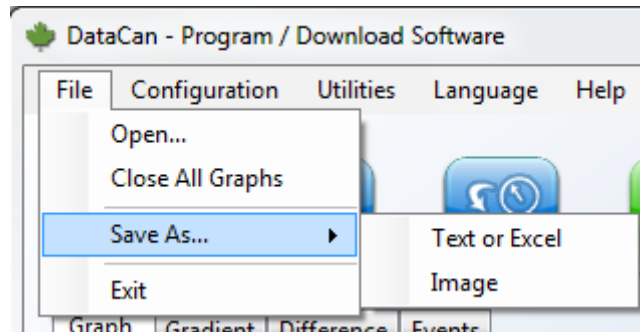 DataCan - Program / Download Software
File Configuration Utilities Language Help
Open...
Close All Graphs
Save As...
Text or Excel
Image
Exit
Graph Gradient Difference Events